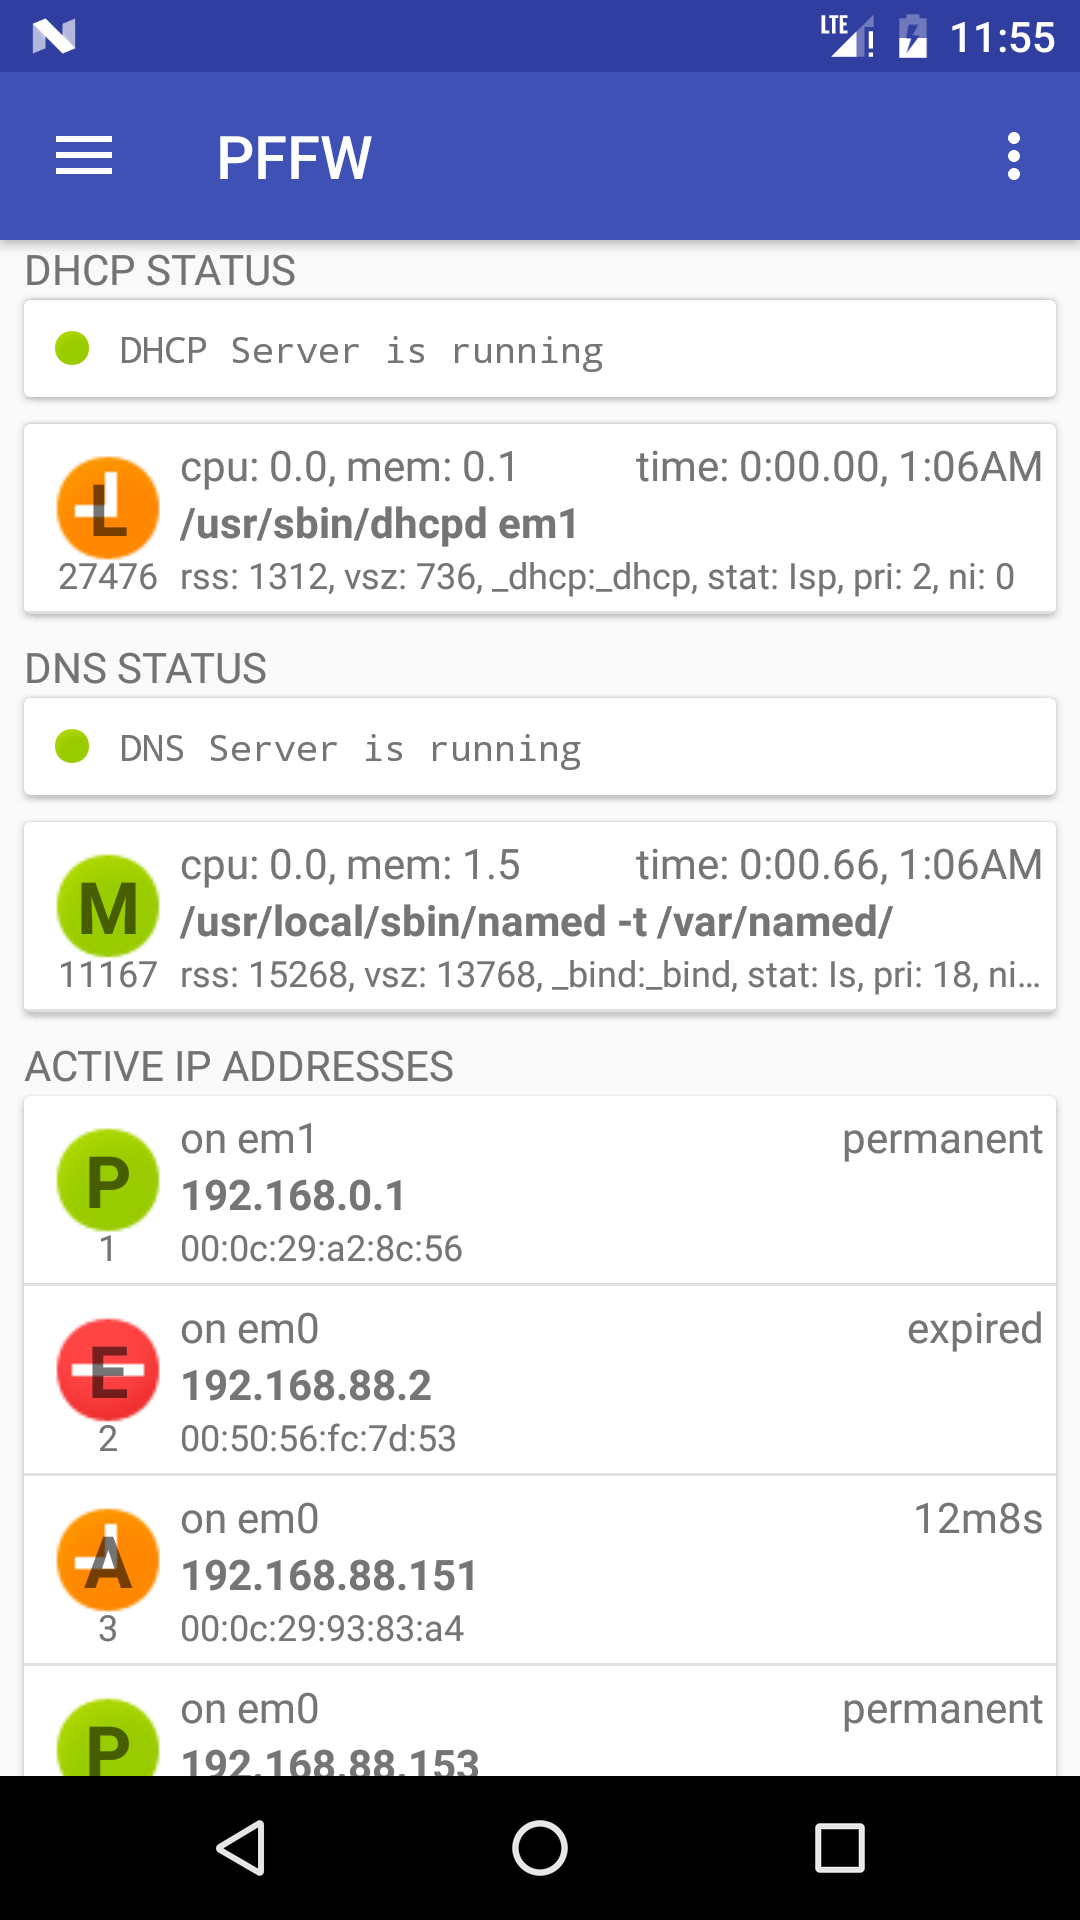 LTE ! 11:55
PFFW
DHCP STATUS
DHCP Server is running
L cpu: 0.0, mem: 0.1 time: 0:00.00, 1:06AM
/usr/sbin/dhcpd em1
27476 rss: 1312, vsz: 736, _dhcp:_dhcp, stat: Isp, pri: 2, ni: 0
DNS STATUS
DNS Server is running
M cpu: 0.0, mem: 1.5 time: 0:00.66, 1:06AM
/usr/local/sbin/named -t /var/named/
11167 rss: 15268, vsz: 13768, _bind:_bind, stat: Is, pri: 18, ni...
ACTIVE IP ADDRESSES
P on em1 permanent
192.168.0.1
1 00:0c:29:a2:8c:56
E on em0 expired
192.168.88.2
2 00:50:56:fc:7d:53
A on em0 12m8s
192.168.88.151
3 00:0c:29:93:83:a4
P on em0 permanent
192.168.88.153